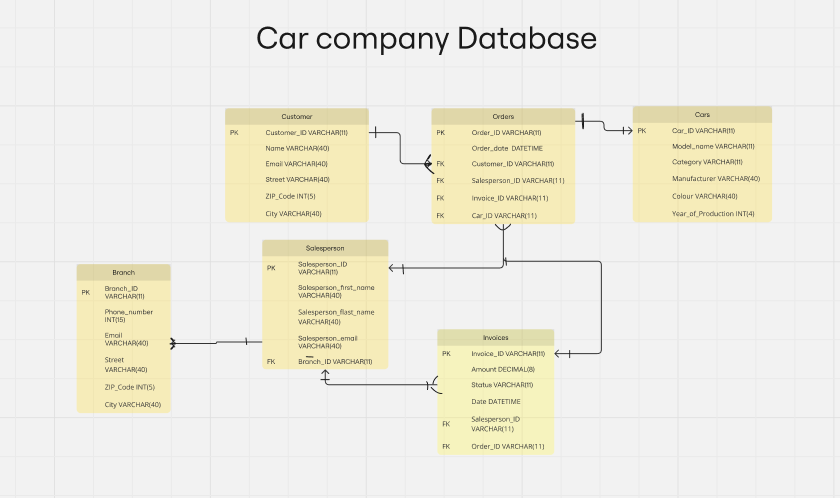 Car company Database
Customer
PK Customer_ID VARCHAR(11)
Name VARCHAR(40)
Email VARCHAR(40)
Street VARCHAR(40)
ZIP_Code INT(5)
City VARCHAR(40)
Orders
PK Order_ID VARCHAR(11)
Order_date DATETIME
FK Customer_ID VARCHAR(11)
FK Salesperson_ID VARCHAR(11)
FK Invoice_ID VARCHAR(11)
FK Car_ID VARCHAR(11)
Cars
PK Car_ID VARCHAR(11)
Model_name VARCHAR(11)
Category VARCHAR(11)
Manufacturer VARCHAR(40)
Colour VARCHAR(40)
Year_of_Production INT(4)
Salesperson
PK Salesperson_ID
VARCHAR(11)
Salesperson_first_name
VARCHAR(40)
Salesperson_flast_name
VARCHAR(40)
Salesperson_email
VARCHAR(40)
FK Branch_ID VARCHAR(11)
Branch
PK Branch_ID
VARCHAR(11)
Phone_number
INT(15)
Email
VARCHAR(40)
Street
VARCHAR(40)
ZIP_Code INT(5)
City VARCHAR(40)
Invoices
PK Invoice_ID VARCHAR(11)
Amount DECIMAL(8)
Status VARCHAR(11)
Date DATETIME
FK Salesperson_ID
VARCHAR(11)
FK Order_ID VARCHAR(11)